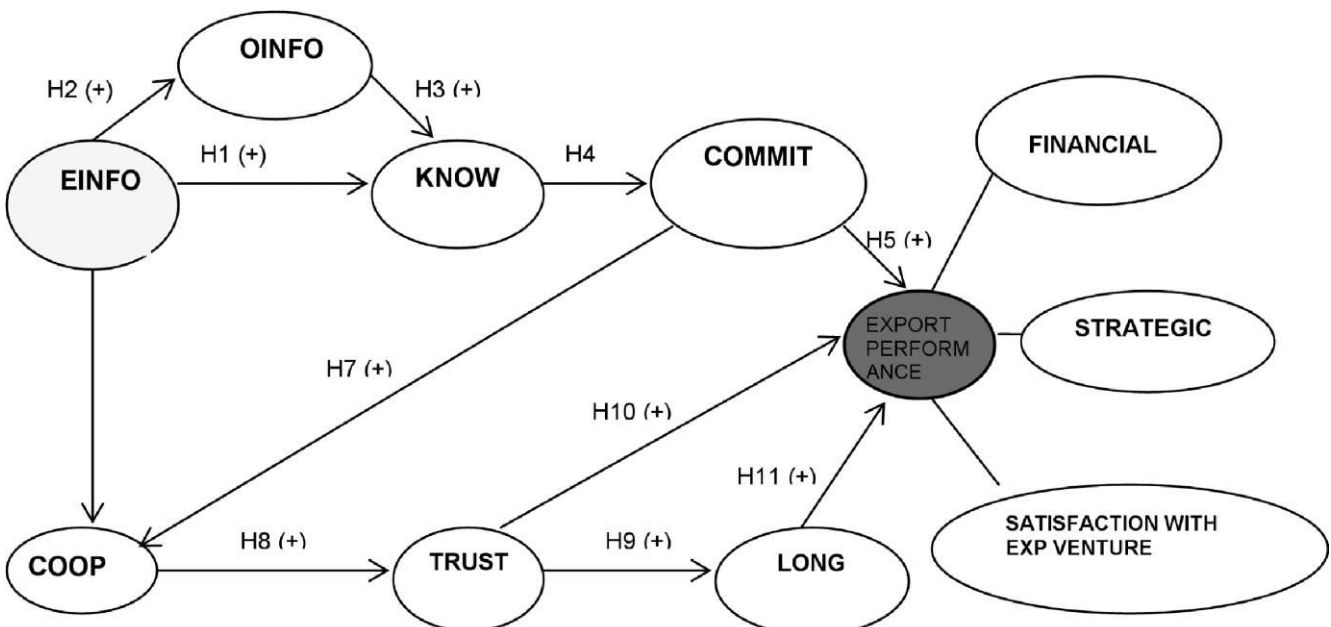 OINFO
H2 (+)
H3 (+)
FINANCIAL
H1 (+)
H4
COMMIT
EINFO
KNOW
H5 (+)
EXPORT
PERFORM
ANCE
STRATEGIC
H7 (+)
H10 (+)
H11 (+)
SATISFACTION WITH
EXP VENTURE
COOP
H8 (+)
TRUST
H9 (+)
LONG